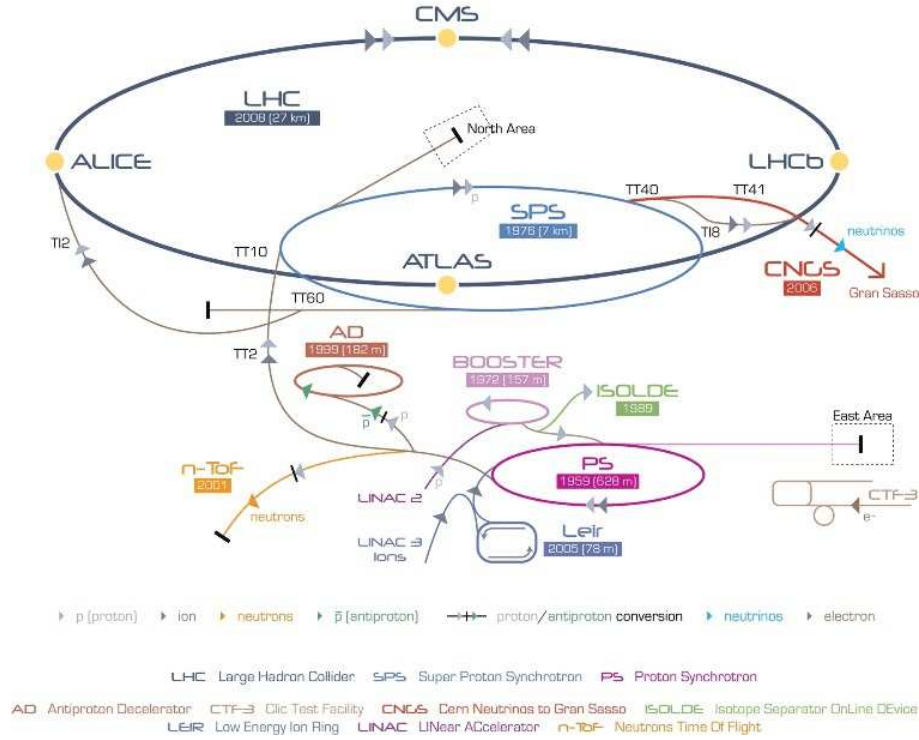 CMS
LHC
2008 (27 km)
North Area
ALICE
LHCb
TT40
TT41
p
SPS
1976 (7 km)
TI8
neutrinos
TI2
TT10
ATLAS
CNGS
2006
Gran Sasso
TT60
AD
1999 (182 m)
TT2
BOOSTER
1972 (157 m)
ISOLDE
1989
p̄
p
East Area
n-ToF
2001
LINAC 2
p
PS
1959 (628 m)
CTF-3
e-
neutrons
LINAC 3
Ions
Leir
2005 (78 m)
p (proton) ion neutrons p̄ (antiproton) proton/antiproton conversion neutrinos electron
LHC Large Hadron Collider SPS Super Proton Synchrotron PS Proton Synchrotron
AD Antiproton Decelerator CTF-3 Clic Test Facility CNGS Cern Neutrinos to Gran Sasso ISOLDE Isotope Separator OnLine DEvice
LEIR Low Energy Ion Ring LINAC LINear ACcelerator n-ToF Neutrons Time Of Flight